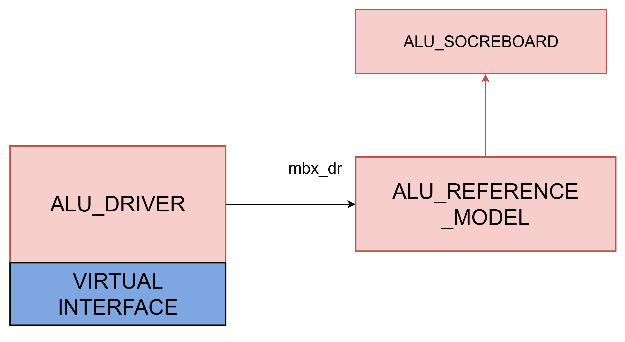 ALU_SOCREBOARD
mbx_dr
ALU_DRIVER
ALU_REFERENCE
_MODEL
VIRTUAL
INTERFACE